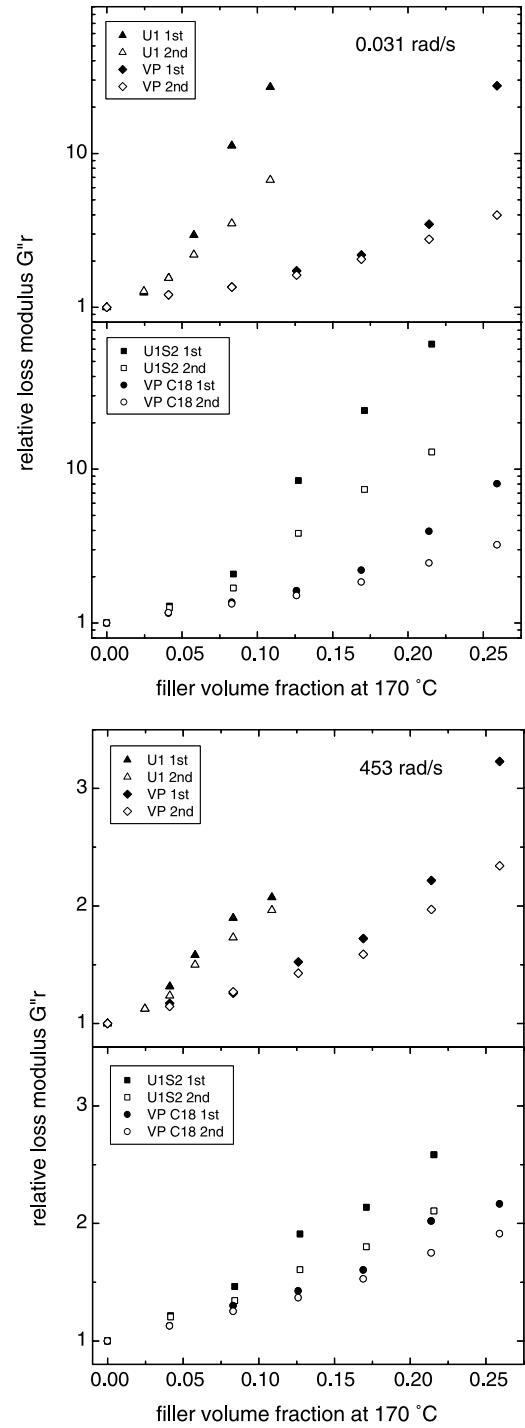 U1 1st
U1 2nd
VP 1st
VP 2nd
0.031 rad/s
10
1
U1S2 1st
U1S2 2nd
VP C18 1st
VP C18 2nd
10
1
relative loss modulus G"r
0.00 0.05 0.10 0.15 0.20 0.25
filler volume fraction at 170 °C
U1 1st
U1 2nd
VP 1st
VP 2nd
453 rad/s
3
2
1
U1S2 1st
U1S2 2nd
VP C18 1st
VP C18 2nd
3
2
1
relative loss modulus G"r
0.00 0.05 0.10 0.15 0.20 0.25
filler volume fraction at 170 °C